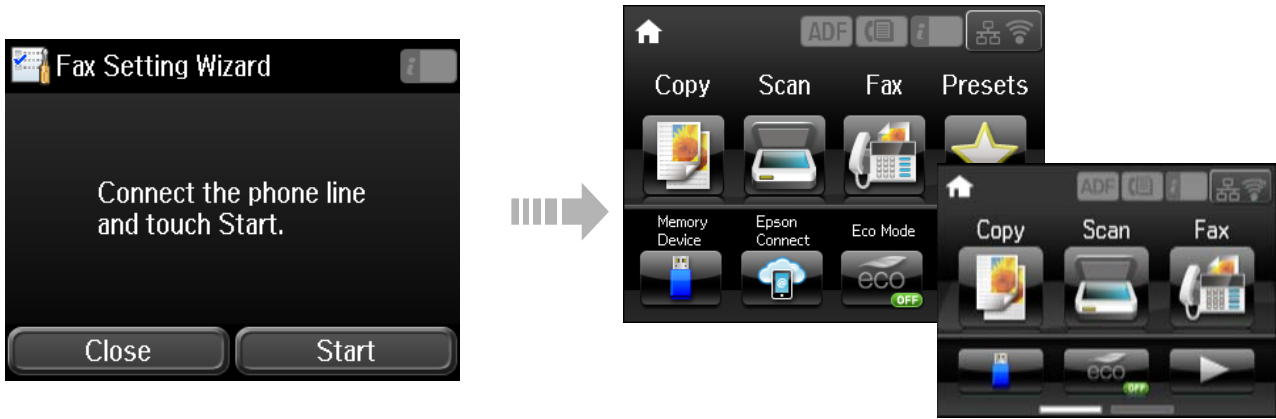 Fax Setting Wizard
i
Connect the phone line
and touch Start.
Close Start
ADF i
Copy Scan Fax Presets
Memory Device Epson Connect Eco Mode
@ eco
OFF
ADF i
Copy Scan Fax
eco
OFF